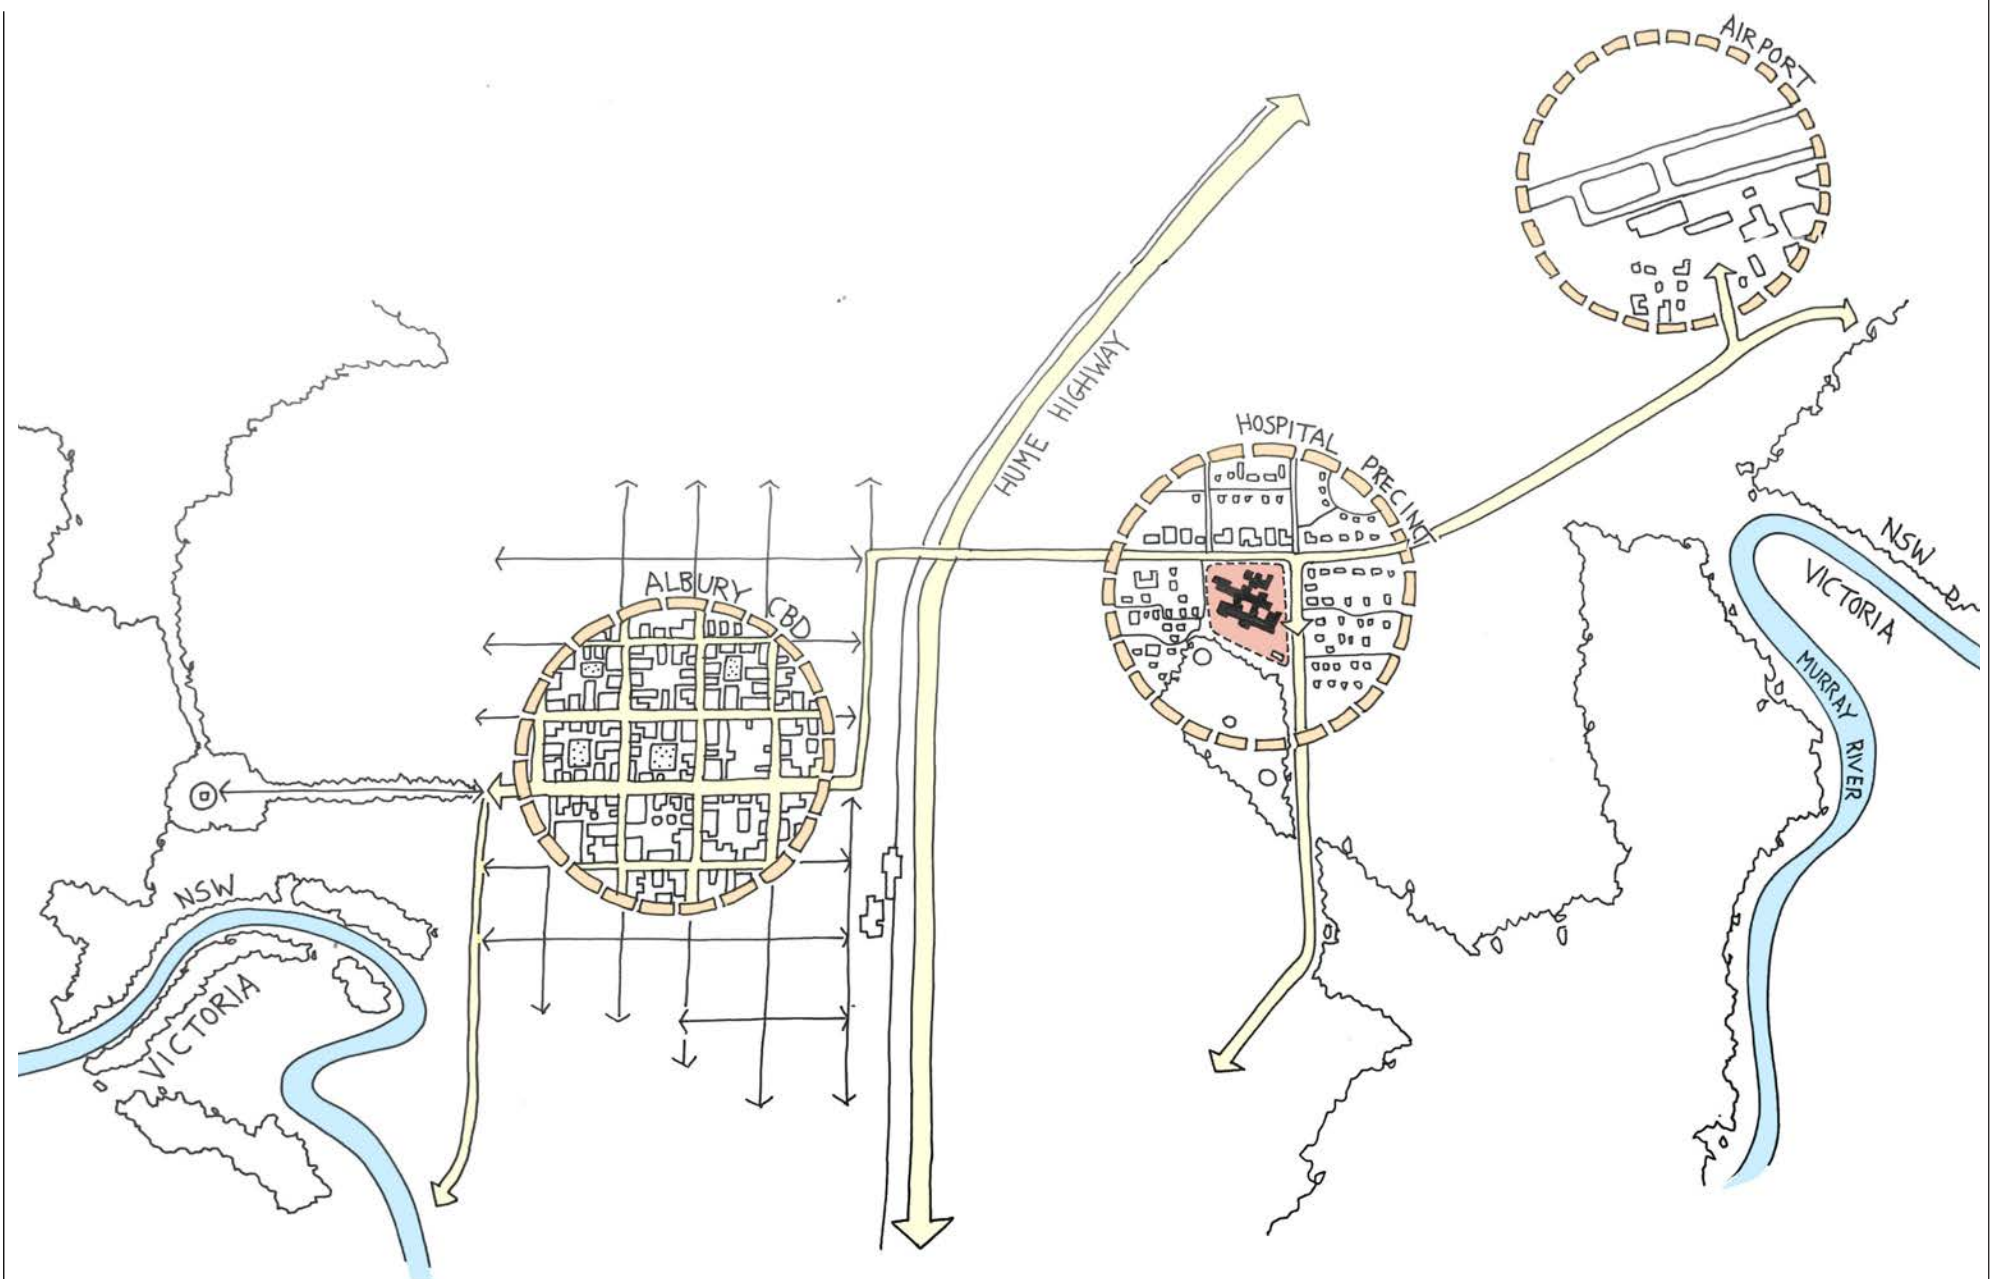 AIRPORT
HUME HIGHWAY
HOSPITAL PRECINCT
ALBURY CBD
NSW
VICTORIA
MURRAY RIVER
NSW
VICTORIA